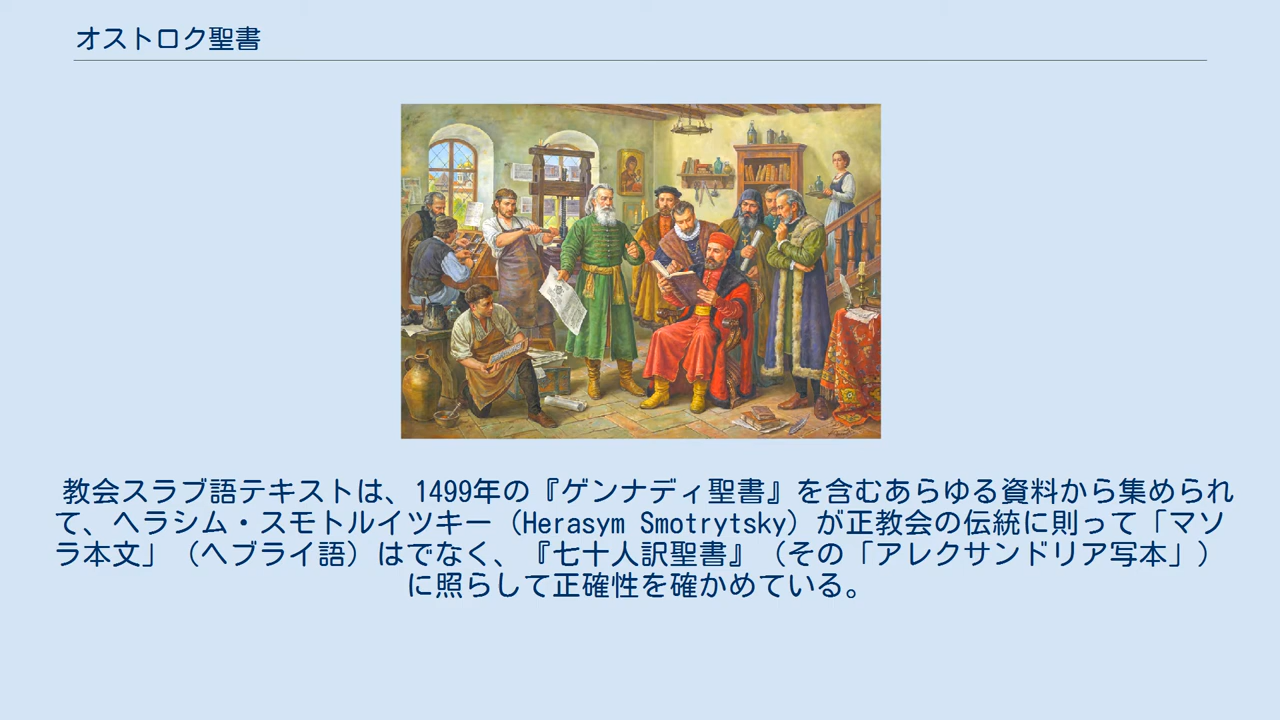 オストロク聖書
教会スラブ語テキストは、1499年の『ゲンナディ聖書』を含むあらゆる資料から集められ
て、ヘラシム・スモトルイツキー（Herasym Smotrytsky）が正教会の伝統に則って「マソ
ラ本文」（ヘブライ語）はでなく、『七十人訳聖書』（その「アレクサンドリア写本」）
に照らして正確性を確かめている。